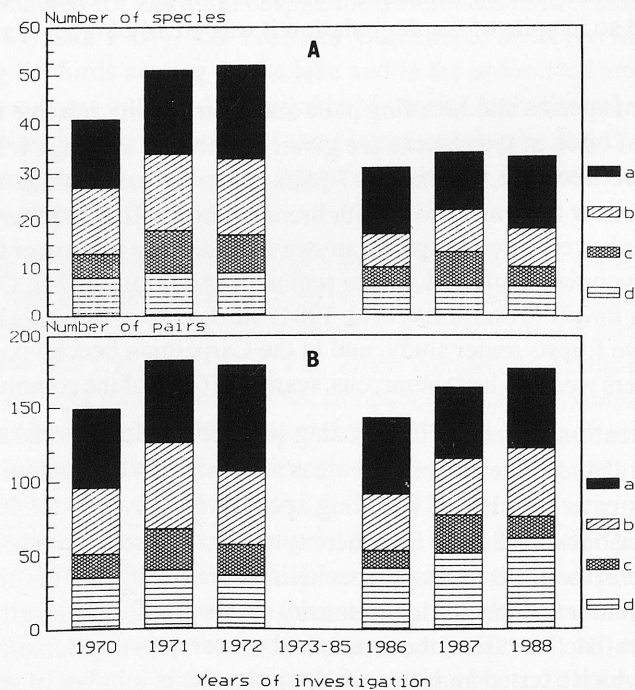 Number of species
A
60
50
40
30
20
10
0
a
b
c
d
Number of pairs
B
200
150
100
50
0
a
b
c
d
1970 1971 1972 1973-85 1986 1987 1988
Years of investigation